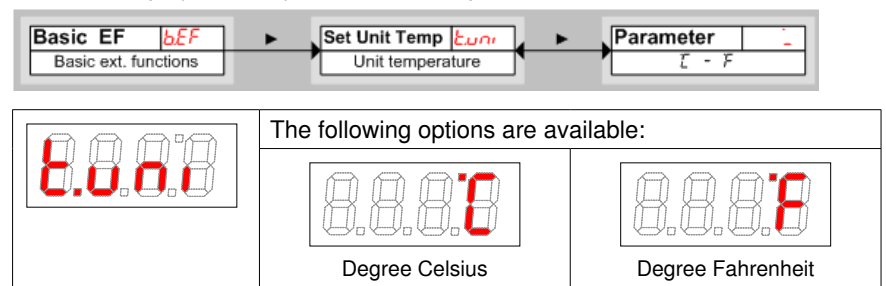 Basic EF b.EF
Basic ext. functions
Set Unit Temp t.uni
Unit temperature
Parameter
C - F
t.uni
The following options are available:
°C
Degree Celsius
°F
Degree Fahrenheit